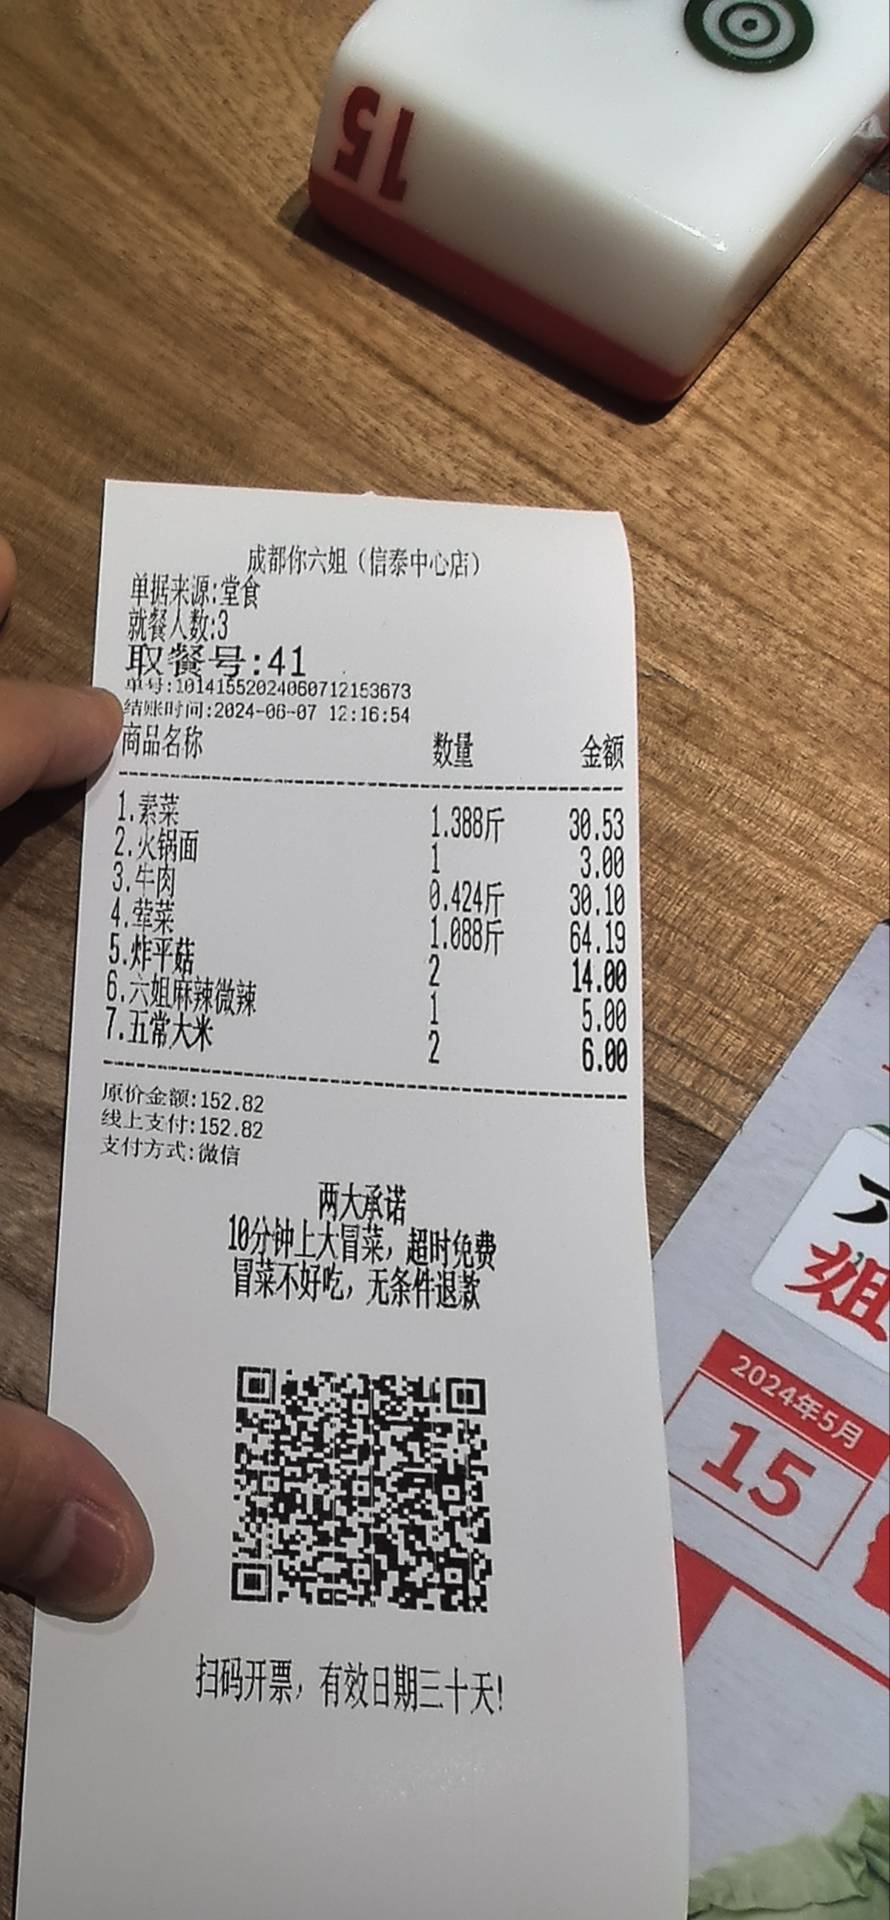 15
成都你六姐（信泰中心店）
单据来源:堂食
就餐人数:3
取餐号:41
单号:10141552024060712153673
结账时间:2024-06-07 12:16:54
商品名称 数量 金额
1.素菜 1.388斤 30.53
2.火锅面 1 3.00
3.牛肉 0.424斤 30.10
4.荤菜 1.088斤 64.19
5.炸平菇 2 14.00
6.六姐麻辣微辣 1 5.00
7.五常大米 2 6.00
原价金额:152.82
线上支付:152.82
支付方式:微信
两大承诺
10分钟上大冒菜，超时免费
冒菜不好吃，无条件退款
扫码开票，有效日期三十天!
姐
2024年5月
15